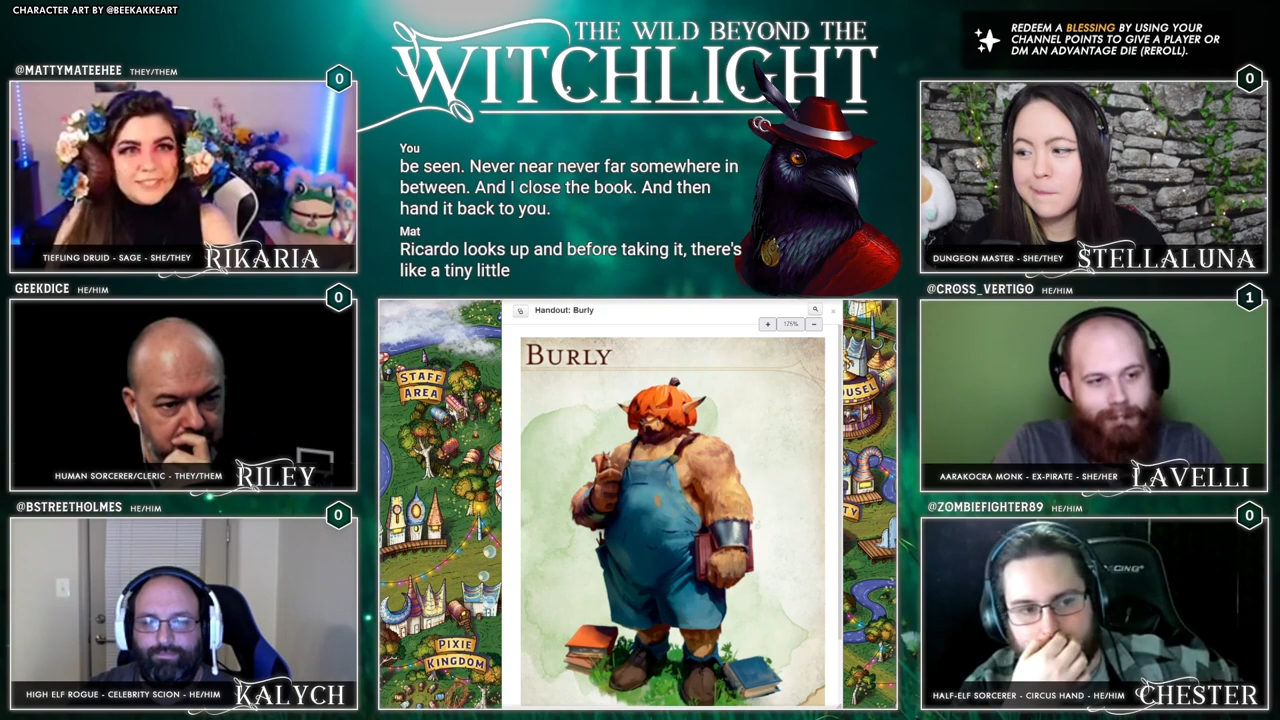 CHARACTER ART BY @BEEKAKKEART
THE WILD BEYOND THE
WITCHLIGHT
REDEEM A BLESSING BY USING YOUR
CHANNEL POINTS TO GIVE A PLAYER OR
DM AN ADVANTAGE DIE (REROLL).
@MATTYMATEEHEE THEY/THEM
0
TIEFLING DRUID - SAGE - SHE/THEY
RIKARIA
You
be seen. Never near never far somewhere in
between. And I close the book. And then
hand it back to you.
Mat
Ricardo looks up and before taking it, there's
like a tiny little
0
DUNGEON MASTER - SHE/THEY
STELLALUNA
GEEKDICE HE/HIM
0
HUMAN SORCERER/CLERIC - THEY/THEM
RILEY
Handout: Burly
+ 175% −
BURLY
STAFF
AREA
PIXIE
KINGDOM
OUSEL
TY
@CROSS_VERTIGO HE/HIM
1
AARAKOCRA MONK - EX-PIRATE - SHE/HER
LAVELLI
@BSTREETHOLMES HE/HIM
0
HIGH ELF ROGUE - CELEBRITY SCION - HE/HIM
KALYCH
@ZOMBIEFIGHTER89 HE/HIM
0
CING
HALF-ELF SORCERER - CIRCUS HAND - HE/HIM
CHESTER